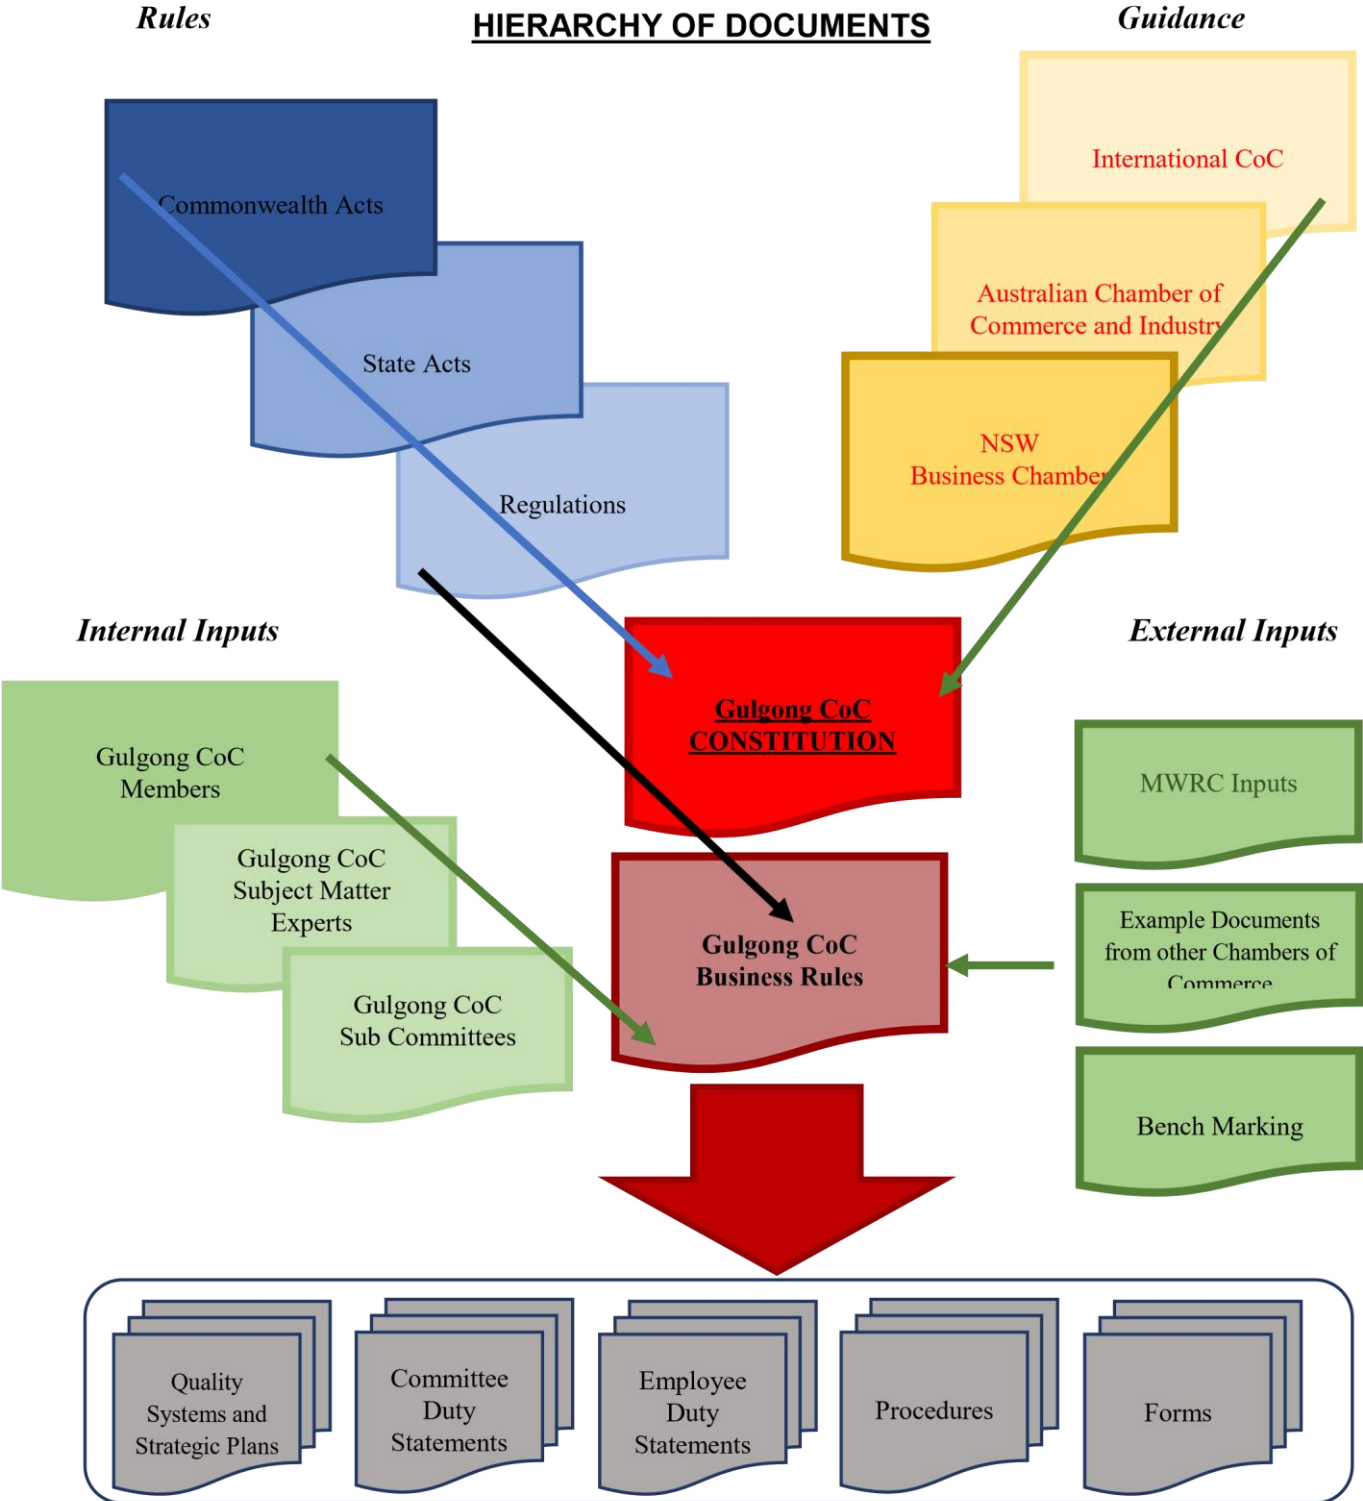 Rules
HIERARCHY OF DOCUMENTS
Guidance
Commonwealth Acts
State Acts
Regulations
International CoC
Australian Chamber of
Commerce and Industry
NSW
Business Chamber
Internal Inputs
External Inputs
Gulgong CoC
CONSTITUTION
Gulgong CoC
Members
Gulgong CoC
Subject Matter
Experts
Gulgong CoC
Sub Committees
Gulgong CoC
Business Rules
MWRC Inputs
Example Documents
from other Chambers of
Commerce
Bench Marking
Quality
Systems and
Strategic Plans
Committee
Duty
Statements
Employee
Duty
Statements
Procedures
Forms